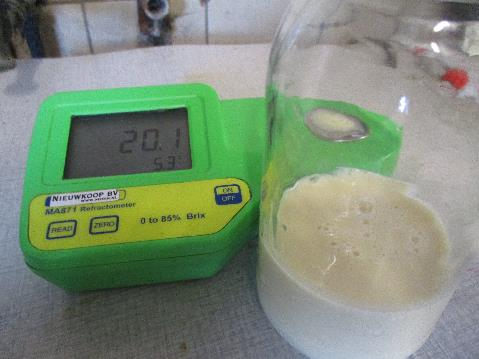 20.1
53
NIEUWKOOP BV
MA871 Refractometer
ON
OFF
READ
ZERO
0 to 85% Brix